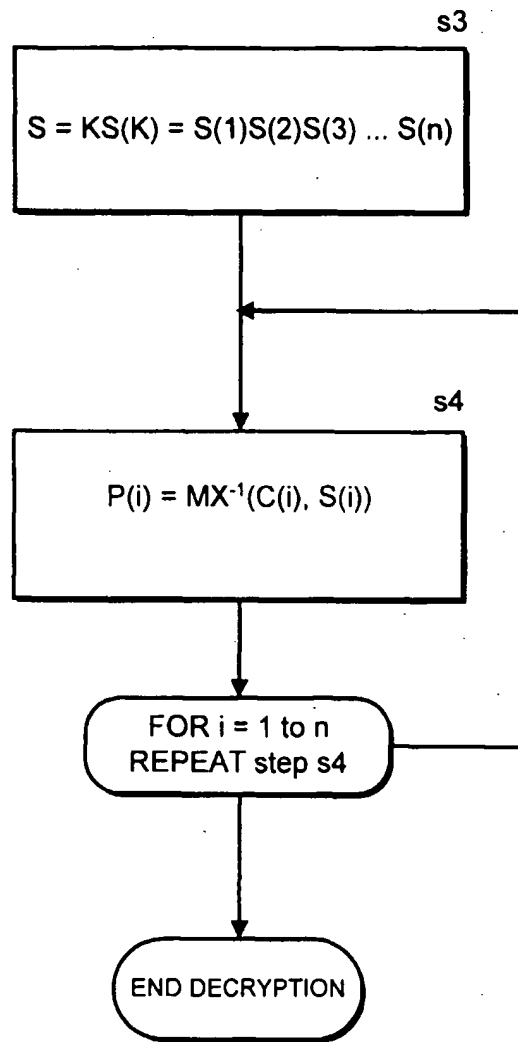 s3
S = KS(K) = S(1)S(2)S(3) ... S(n)
s4
P(i) = MX⁻¹(C(i), S(i))
FOR i = 1 to n
REPEAT step s4
END DECRYPTION